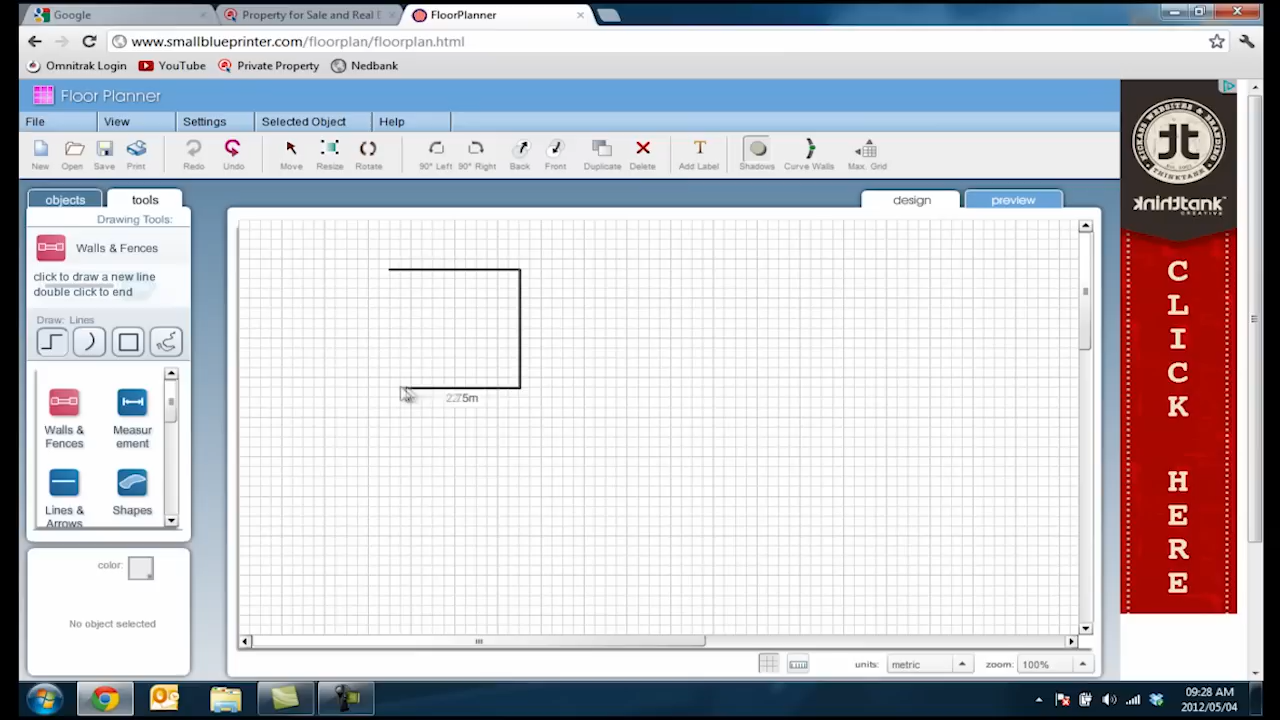 Google
Property for Sale and Real E
FloorPlanner
www.smallblueprinter.com/floorplan/floorplan.html
Omnitrak Login
YouTube
Private Property
Nedbank
Floor Planner
File
View
Settings
Selected Object
Help
New
Open
Save
Print
Redo
Undo
Move
Resize
Rotate
90° Left
90° Right
Back
Front
Duplicate
Delete
Add Label
Shadows
Curve Walls
Max. Grid
objects
tools
design
preview
Drawing Tools:
Walls & Fences
click to draw a new line
double click to end
Draw: Lines
Walls &
Fences
Measur
ement
Lines &
Arrows
Shapes
color:
No object selected
2.75m
units:
metric
zoom:
100%
KICKASS WEBSITES & BRANDING
THINKTANK
thinktank
CREATIVE
CLICK
HERE
09:28 AM
2012/05/04